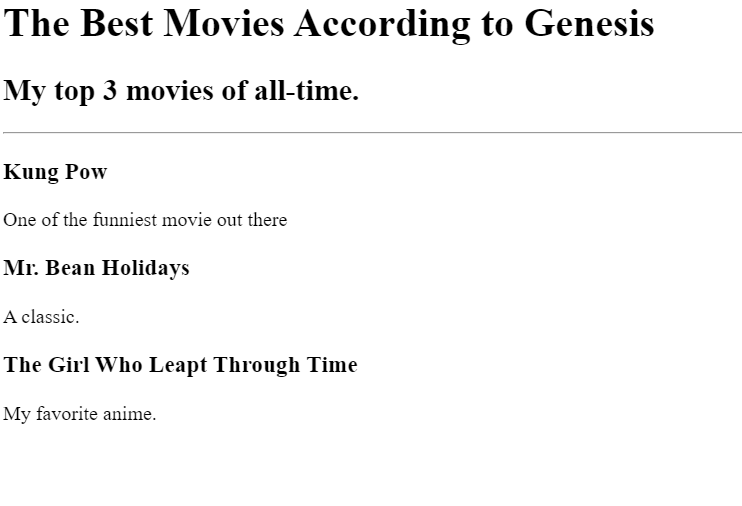 The Best Movies According to Genesis
My top 3 movies of all-time.
Kung Pow
One of the funniest movie out there
Mr. Bean Holidays
A classic.
The Girl Who Leapt Through Time
My favorite anime.